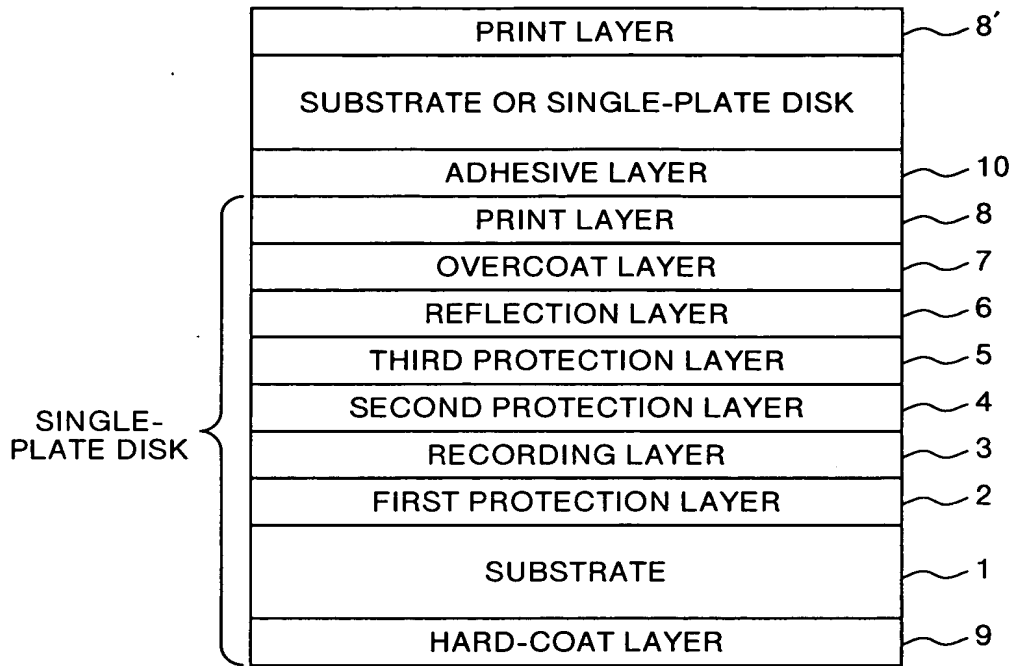 PRINT LAYER 8′
SUBSTRATE OR SINGLE-PLATE DISK
ADHESIVE LAYER 10
PRINT LAYER 8
OVERCOAT LAYER 7
REFLECTION LAYER 6
THIRD PROTECTION LAYER 5
SECOND PROTECTION LAYER 4
RECORDING LAYER 3
FIRST PROTECTION LAYER 2
SUBSTRATE 1
HARD-COAT LAYER 9
SINGLE-
PLATE DISK